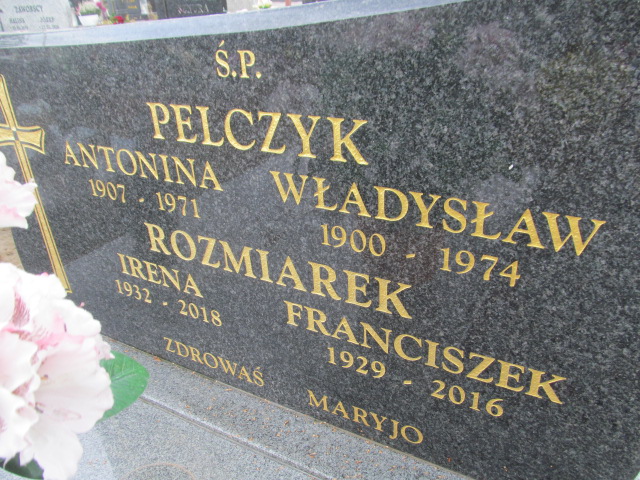 Ś.P.
PELCZYK
ANTONINA WŁADYSŁAW
1907 - 1971 1900 - 1974
ROZMIAREK
IRENA FRANCISZEK
1932 - 2018 1929 - 2016
ZDROWAŚ MARYJO